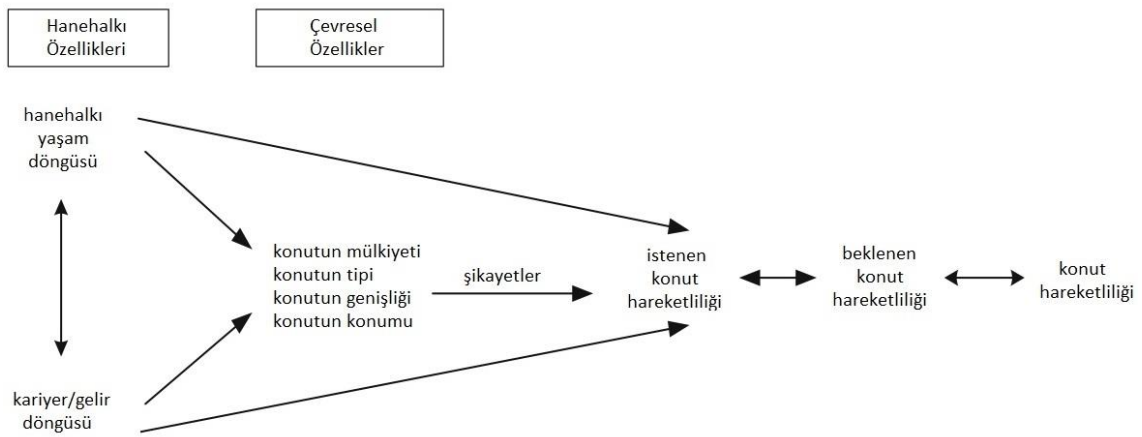 Hanehalkı
Özellikleri
Çevresel
Özellikler
hanehalkı
yaşam
döngüsü
konutun mülkiyeti
konutun tipi
konutun genişliği
konutun konumu
şikayetler
istenen
konut
hareketliliği
beklenen
konut
hareketliliği
konut
hareketliliği
kariyer/gelir
döngüsü